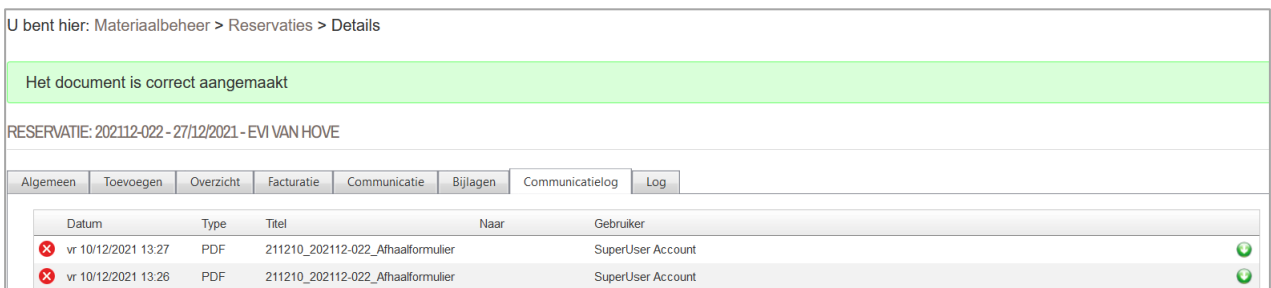 U bent hier: Materiaalbeheer > Reservaties > Details
Het document is correct aangemaakt
RESERVATIE: 202112-022 - 27/12/2021 - EVI VAN HOVE
Algemeen Toevoegen Overzicht Facturatie Communicatie Bijlagen Communicatielog Log
Datum Type Titel Naar Gebruiker
vr 10/12/2021 13:27 PDF 211210_202112-022_Afhaalformulier SuperUser Account
vr 10/12/2021 13:26 PDF 211210_202112-022_Afhaalformulier SuperUser Account